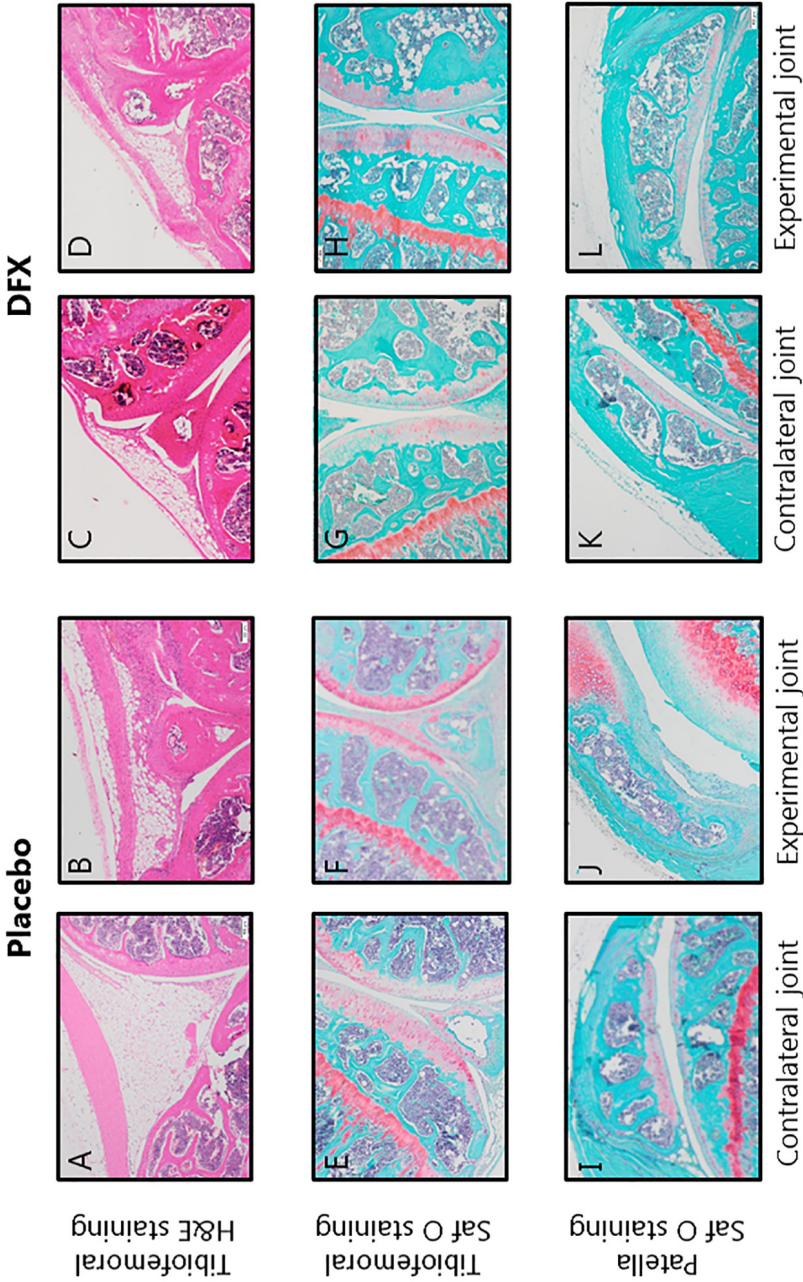 Placebo
DFX
Tibiofemoral
H&E staining
A
B
C
D
Tibiofemoral
Saf O staining
E
F
G
H
Patella
Saf O staining
I
J
K
L
Contralateral joint
Experimental joint
Contralateral joint
Experimental joint